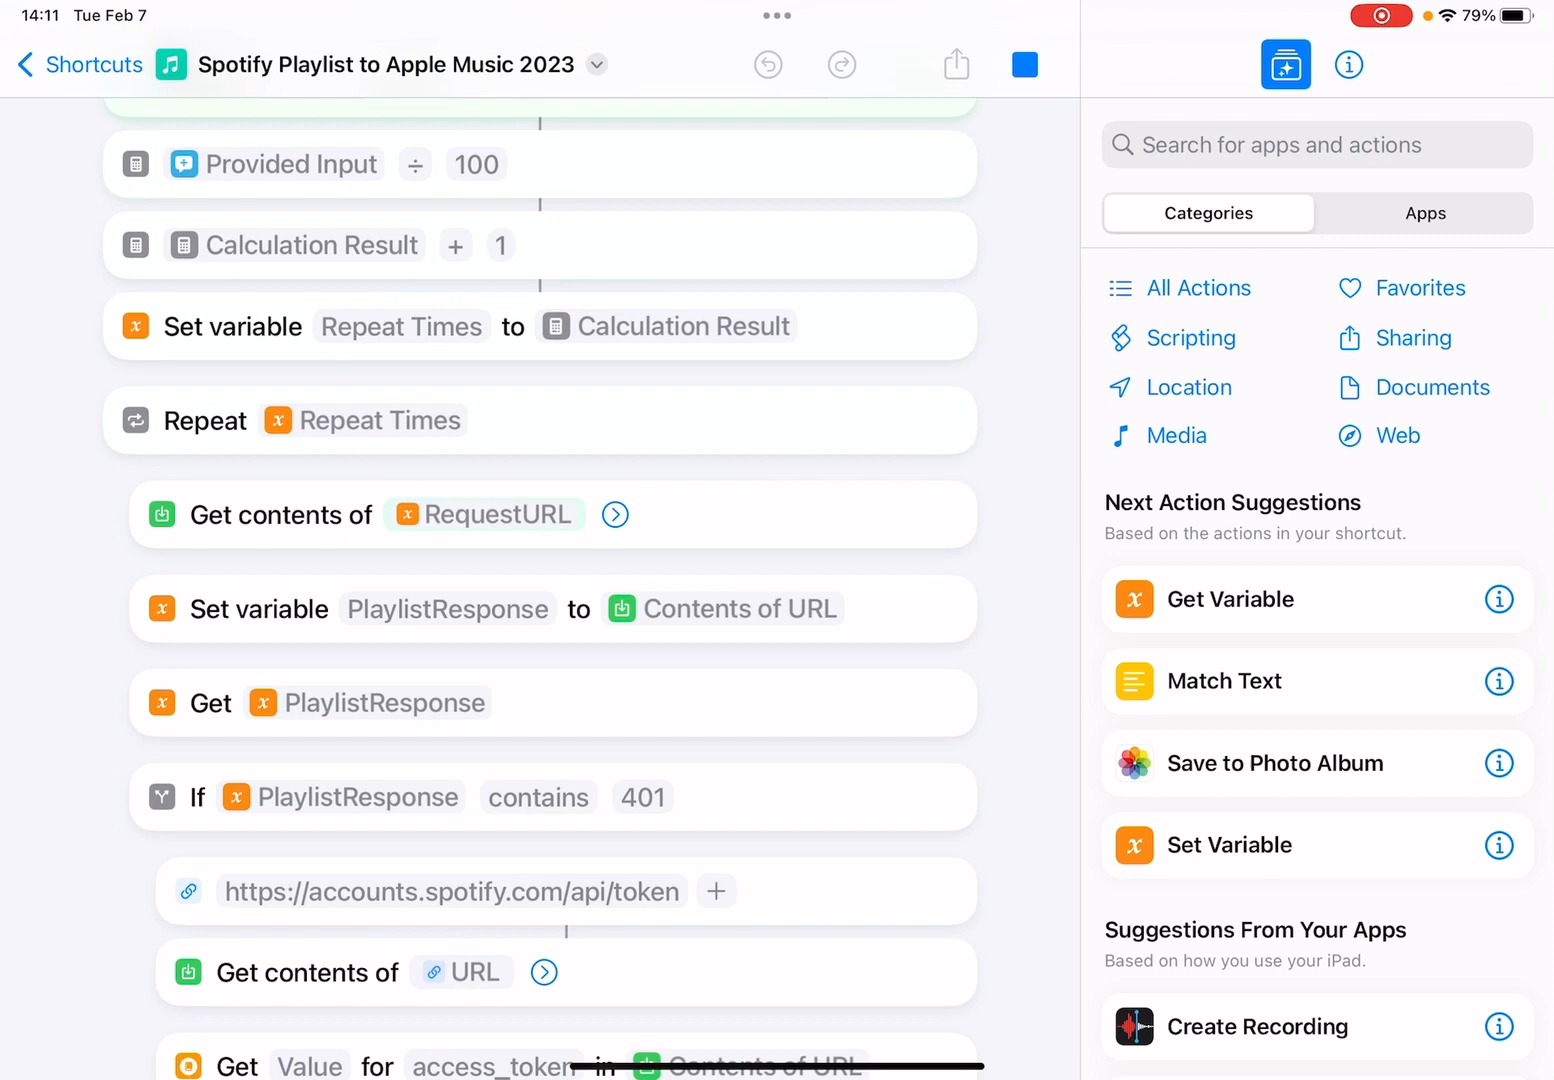 14:11 Tue Feb 7
79%
Shortcuts
Spotify Playlist to Apple Music 2023
Provided Input ÷ 100
Calculation Result + 1
Set variable Repeat Times to Calculation Result
Repeat Repeat Times
Get contents of RequestURL
Set variable PlaylistResponse to Contents of URL
Get PlaylistResponse
If PlaylistResponse contains 401
https://accounts.spotify.com/api/token +
Get contents of URL
Get Value for access_token in Contents of URL
Search for apps and actions
Categories Apps
All Actions Favorites
Scripting Sharing
Location Documents
Media Web
Next Action Suggestions
Based on the actions in your shortcut.
Get Variable
Match Text
Save to Photo Album
Set Variable
Suggestions From Your Apps
Based on how you use your iPad.
Create Recording